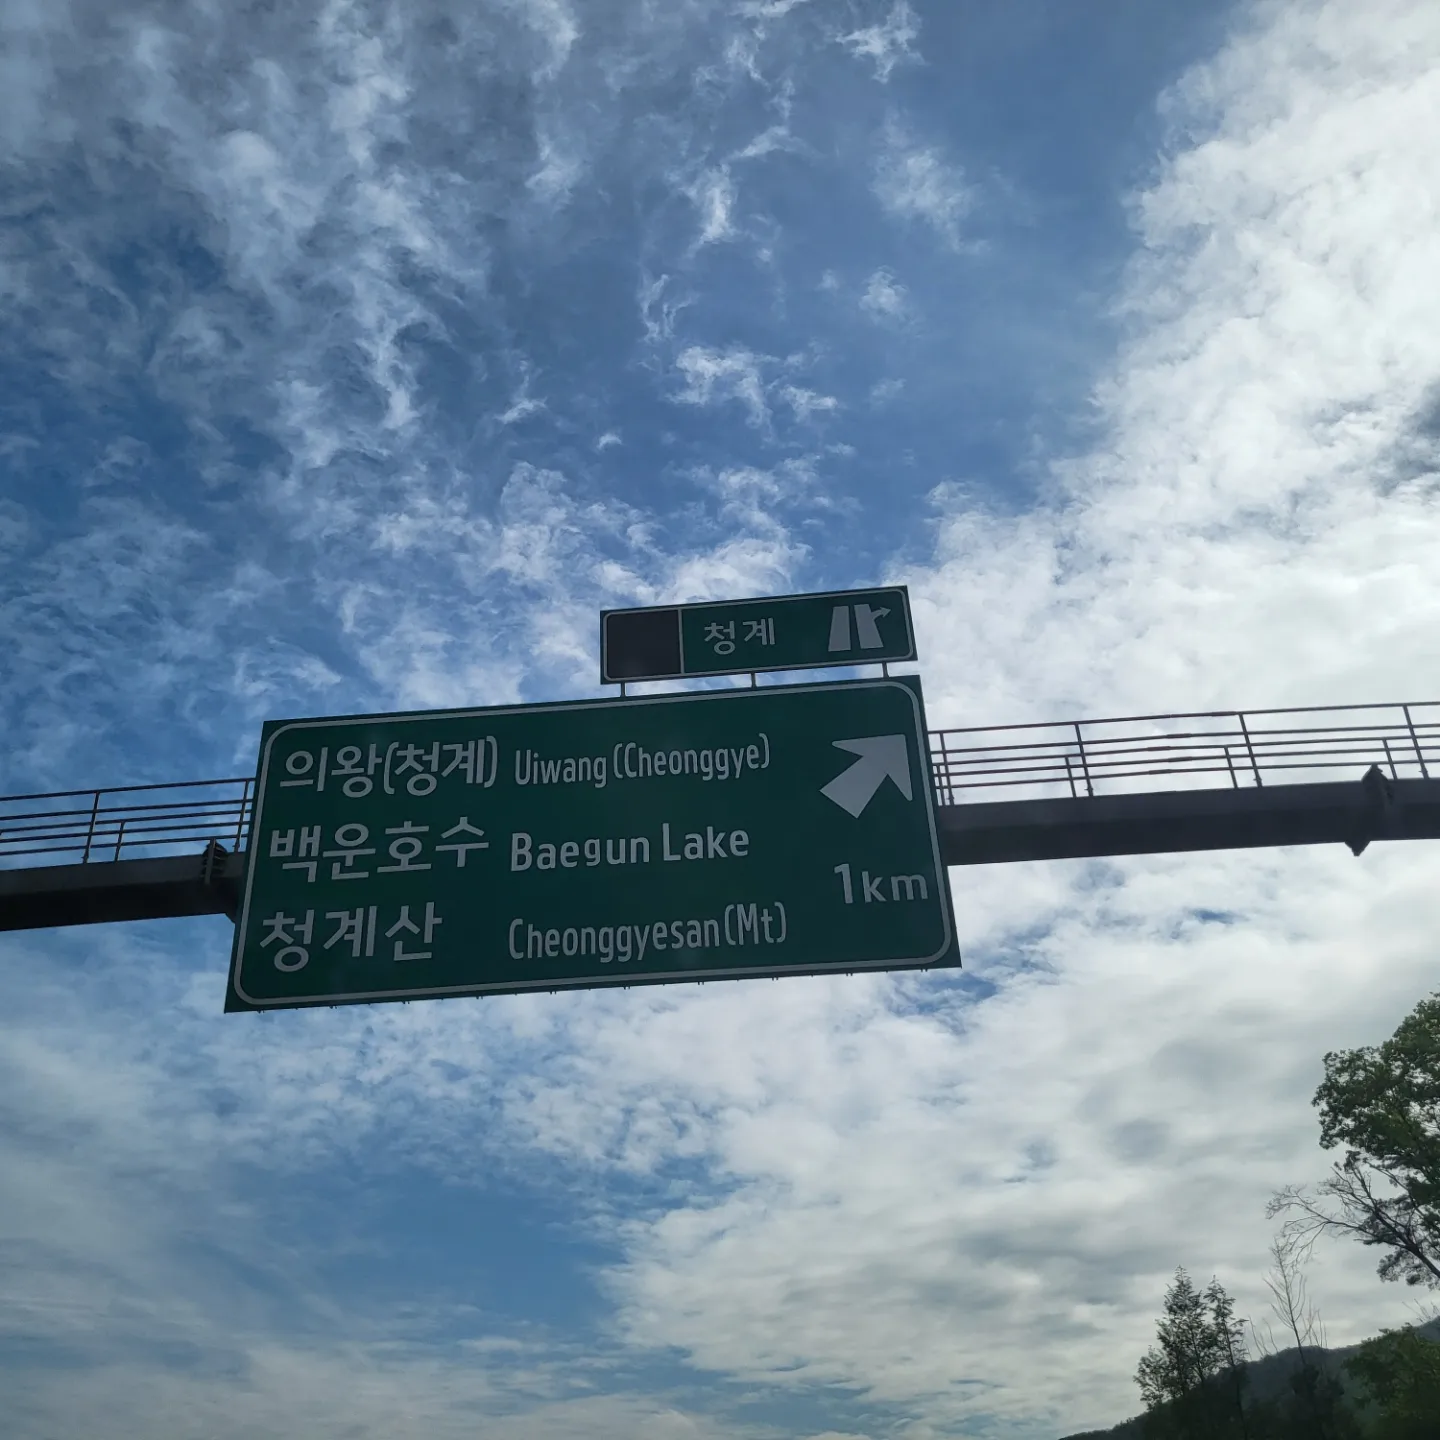 청계
의왕(청계) Uiwang(Cheonggye)
백운호수 Baegun Lake
청계산 Cheonggyesan(Mt)
1km